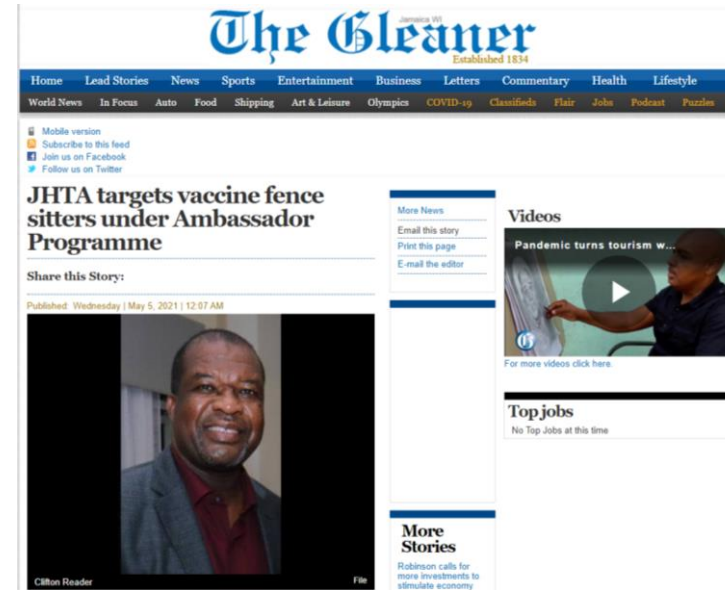 The Gleaner
Jamaica WI
Established 1834
Home Lead Stories News Sports Entertainment Business Letters Commentary Health Lifestyle
World News In Focus Auto Food Shipping Art & Leisure Olympics COVID-19 Classifieds Flair Jobs Podcast Puzzles
Mobile version
Subscribe to this feed
Join us on Facebook
Follow us on Twitter
JHTA targets vaccine fence
sitters under Ambassador
Programme
Share this Story:
Published: Wednesday | May 5, 2021 | 12:07 AM
Clifton Reader
File
More News
Email this story
Print this page
E-mail the editor
More
Stories
Robinson calls for
more investments to
stimulate economy
Videos
Pandemic turns tourism w...
For more videos click here.
Top jobs
No Top Jobs at this time